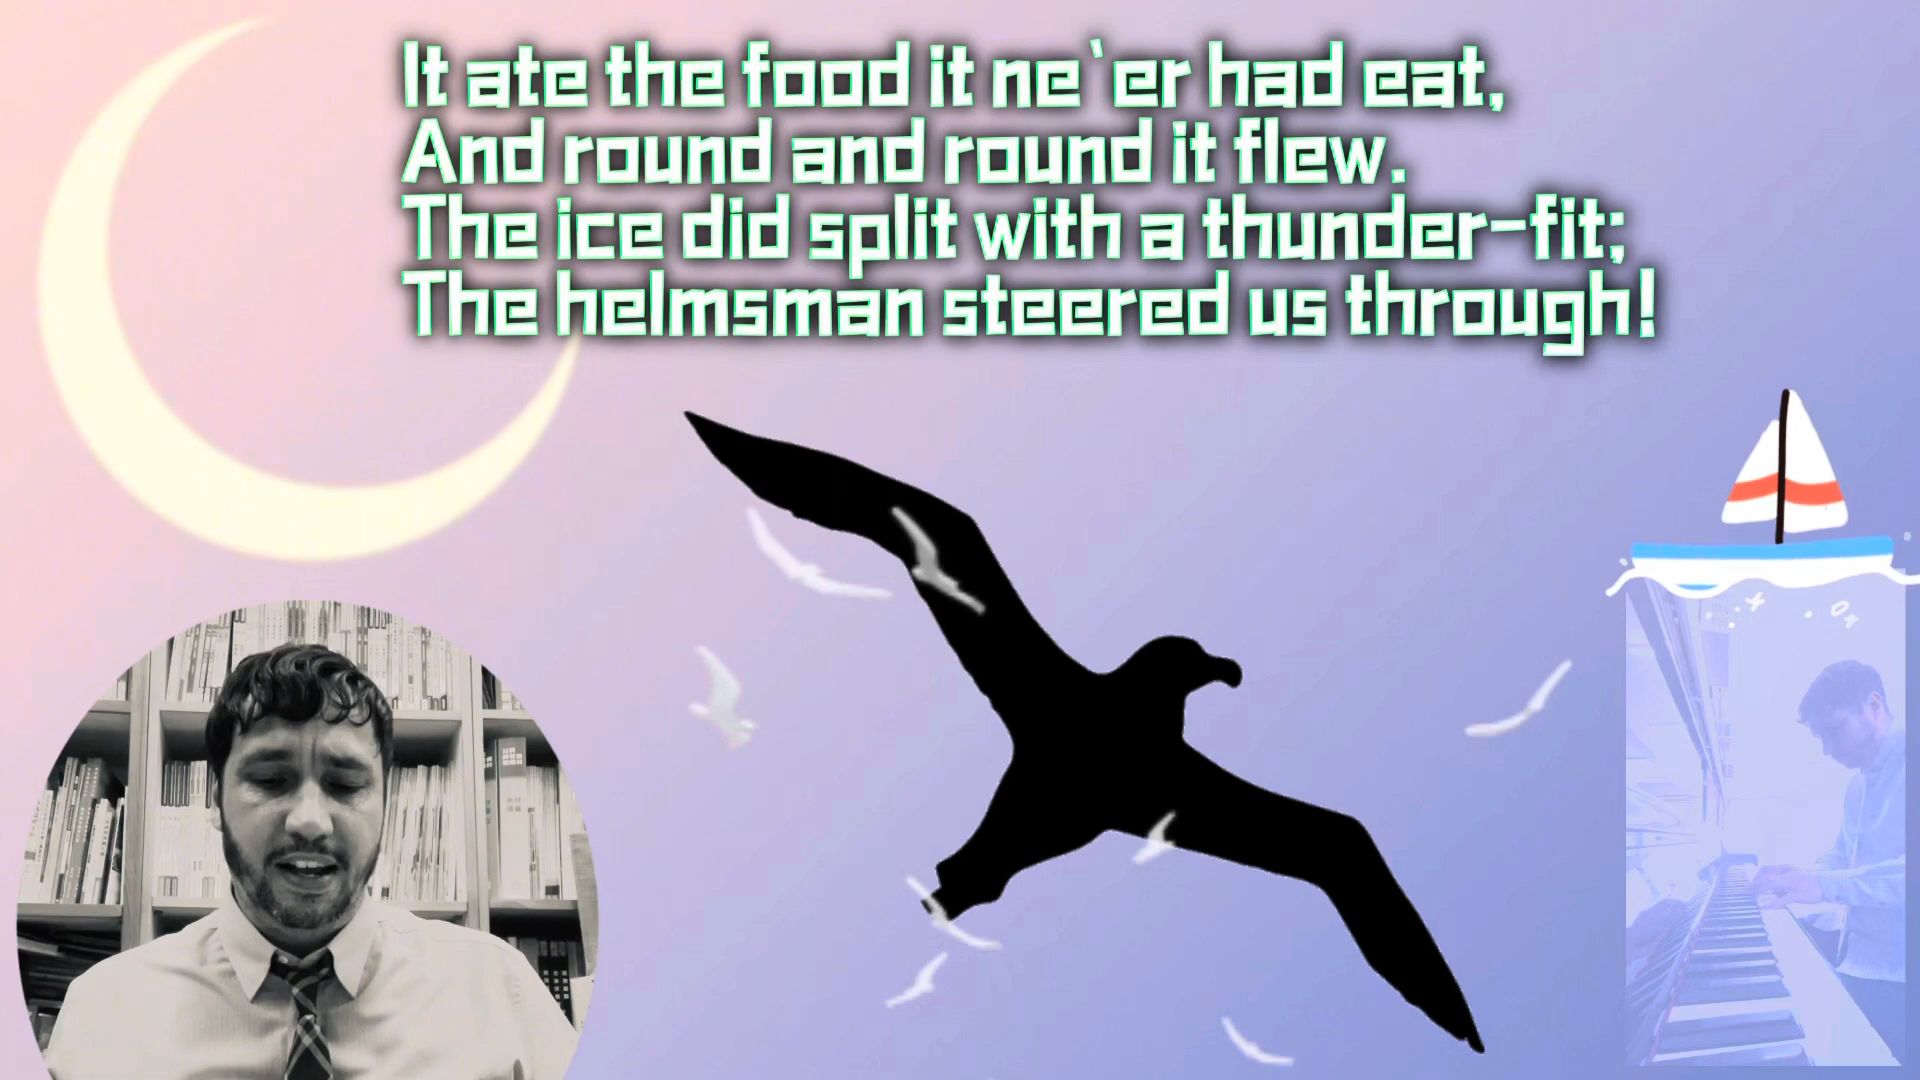 It ate the food it ne`er had eat,
And round and round it flew.
The ice did split with a thunder-fit;
The helmsman steered us through!